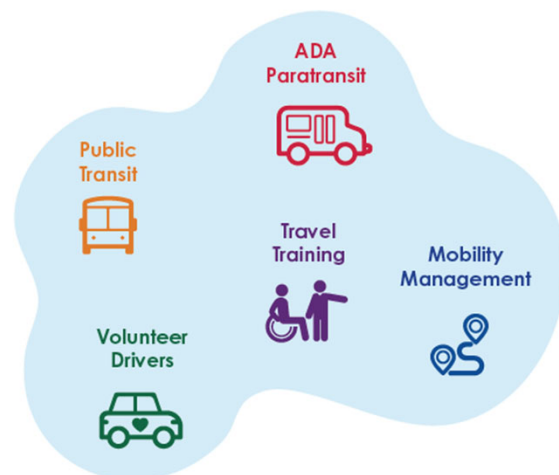 ADA
Paratransit
Public
Transit
Travel
Training
Mobility
Management
Volunteer
Drivers